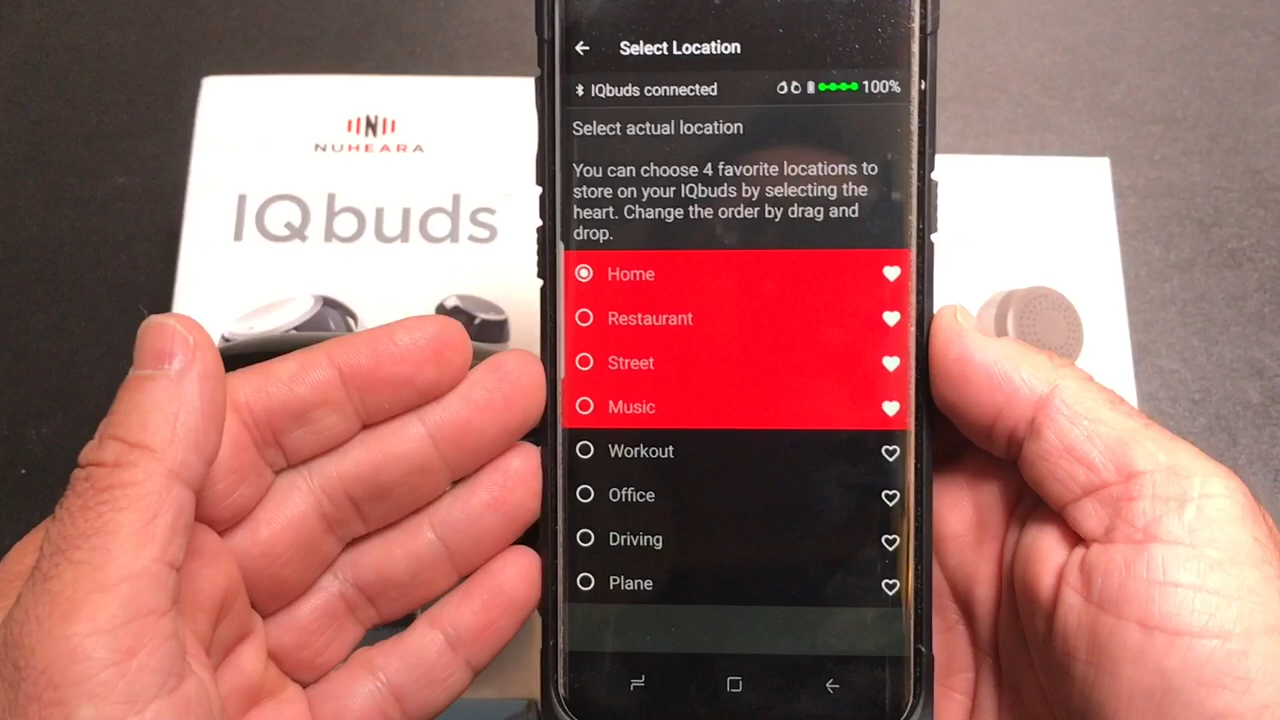 Select Location
IQbuds connected 100%
Select actual location
You can choose 4 favorite locations to
store on your IQbuds by selecting the
heart. Change the order by drag and
drop.
Home
Restaurant
Street
Music
Workout
Office
Driving
Plane
NUHEARA
IQbuds